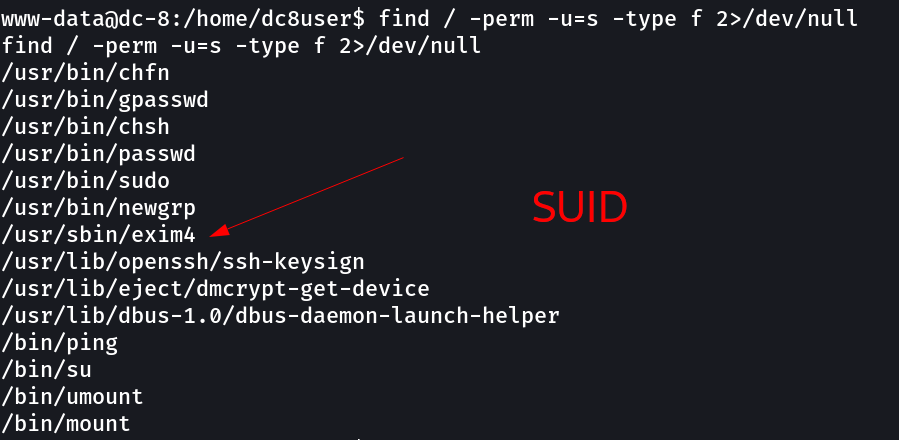 www-data@dc-8:/home/dc8user$ find / -perm -u=s -type f 2>/dev/null
find / -perm -u=s -type f 2>/dev/null
/usr/bin/chfn
/usr/bin/gpasswd
/usr/bin/chsh
/usr/bin/passwd
/usr/bin/sudo
/usr/bin/newgrp
SUID
/usr/sbin/exim4
/usr/lib/openssh/ssh-keysign
/usr/lib/eject/dmcrypt-get-device
/usr/lib/dbus-1.0/dbus-daemon-launch-helper
/bin/ping
/bin/su
/bin/umount
/bin/mount